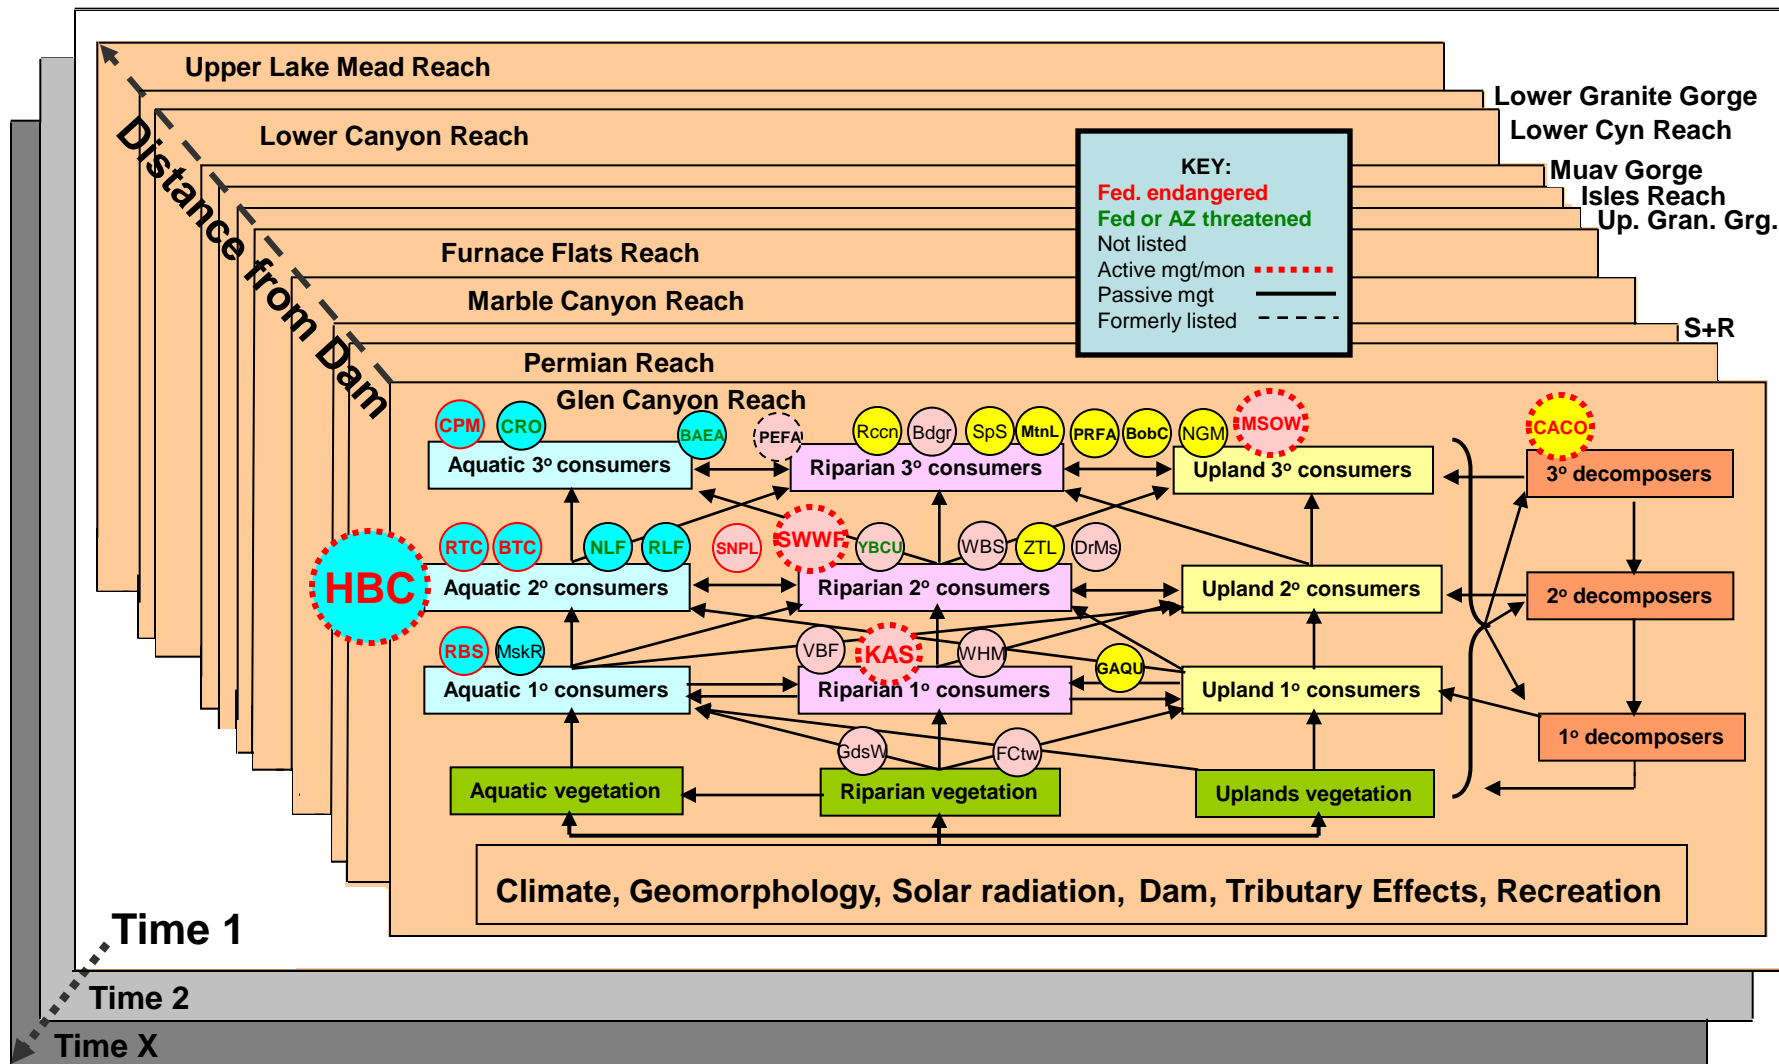 Upper Lake Mead Reach
Lower Granite Gorge
Lower Canyon Reach
Lower Cyn Reach
Muav Gorge
Isles Reach
Up. Gran. Grg.
Furnace Flats Reach
Marble Canyon Reach
S+R
Permian Reach
Glen Canyon Reach
Distance from Dam
KEY:
Fed. endangered
Fed or AZ threatened
Not listed
Active mgt/mon
Passive mgt
Formerly listed
CPM CRO BAEA PEFA Rccn Bdgr SpS MtnL PRFA BobC NGM MSOW CACO
Aquatic 3º consumers Riparian 3º consumers Upland 3º consumers 3º decomposers
HBC RTC BTC NLF RLF SNPL SWWF YBCU WBS ZTL DrMs
Aquatic 2º consumers Riparian 2º consumers Upland 2º consumers 2º decomposers
RBS MskR VBF KAS WHM GAQU
Aquatic 1º consumers Riparian 1º consumers Upland 1º consumers 1º decomposers
GdsW FCtw
Aquatic vegetation Riparian vegetation Uplands vegetation
Climate, Geomorphology, Solar radiation, Dam, Tributary Effects, Recreation
Time 1
Time 2
Time X